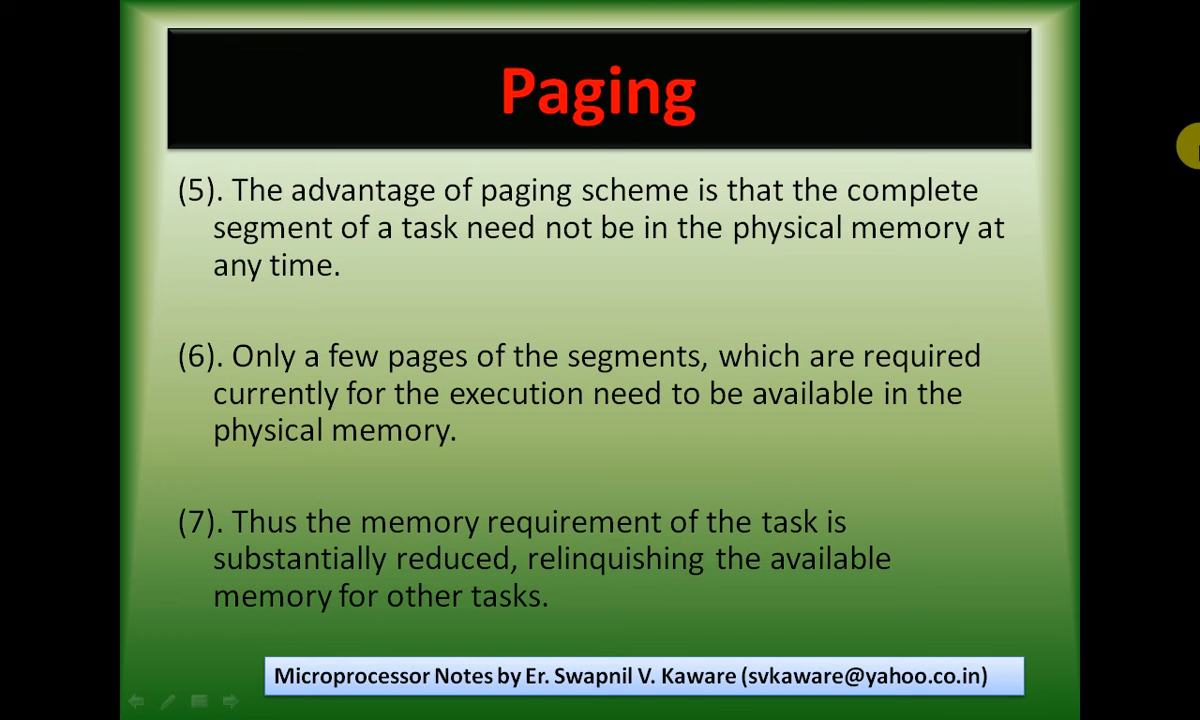 Paging
(5). The advantage of paging scheme is that the complete
segment of a task need not be in the physical memory at
any time.
(6). Only a few pages of the segments, which are required
currently for the execution need to be available in the
physical memory.
(7). Thus the memory requirement of the task is
substantially reduced, relinquishing the available
memory for other tasks.
Microprocessor Notes by Er. Swapnil V. Kaware (svkaware@yahoo.co.in)